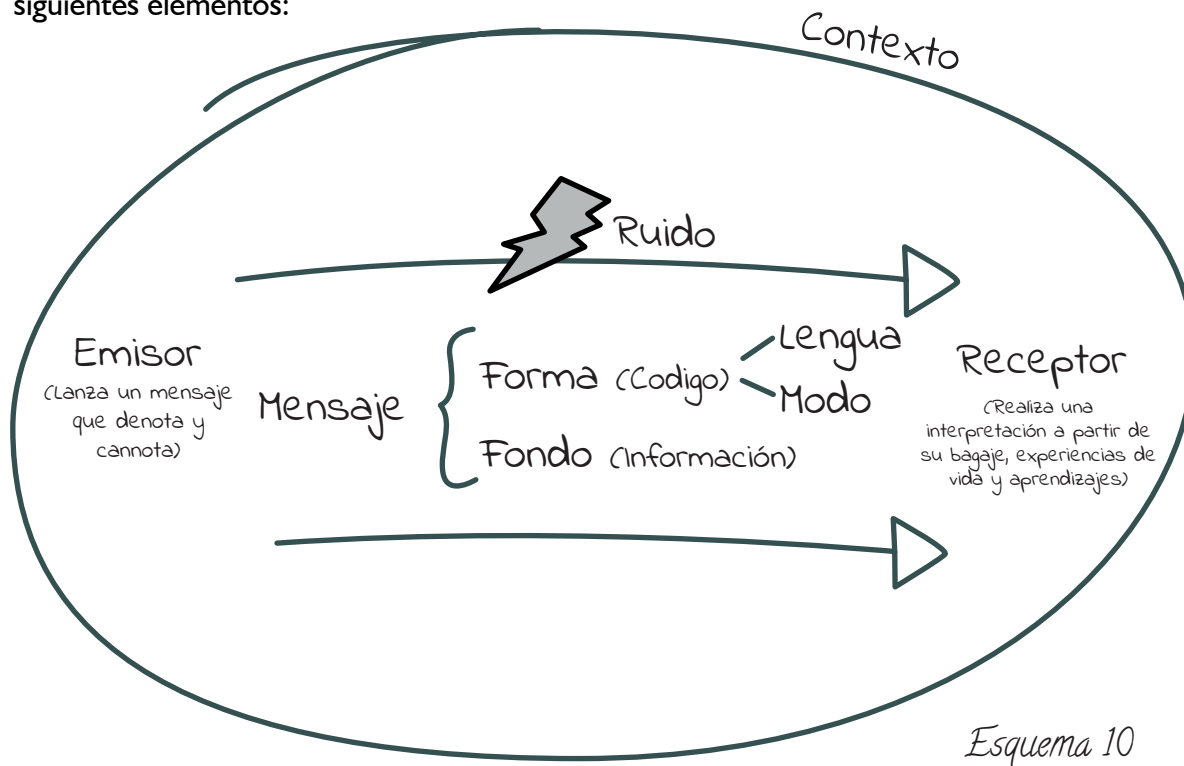 siguientes elementos:
Contexto
Ruido
Emisor
(Lanza un mensaje
que denota y
cannota)
Mensaje
Forma (Codigo)
Lengua
Modo
Fondo (Información)
Receptor
(Realiza una
interpretación a partir de
su bagaje, experiencias de
vida y aprendizajes)
Esquema 10